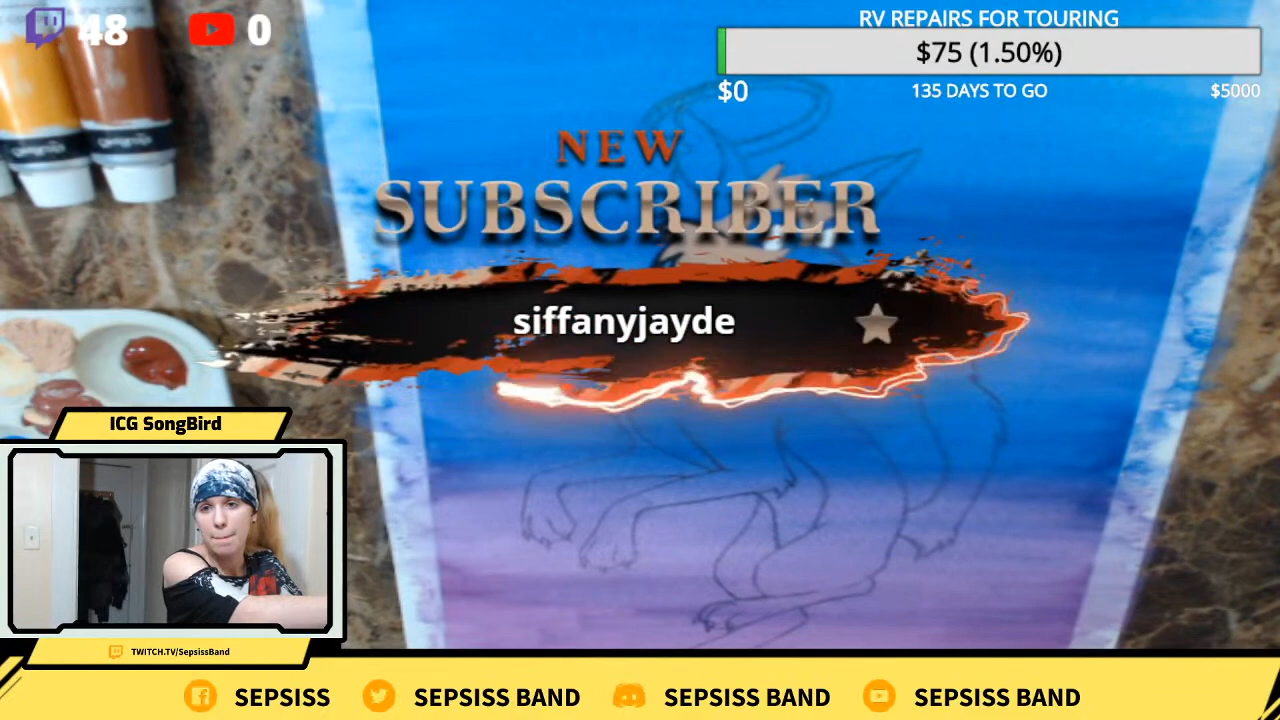 48
0
RV REPAIRS FOR TOURING
$75 (1.50%)
$0
135 DAYS TO GO
$5000
NEW
SUBSCRIBER
siffanyjayde
ICG SongBird
TWITCH.TV/SepsissBand
SEPSISS
SEPSISS BAND
SEPSISS BAND
SEPSISS BAND